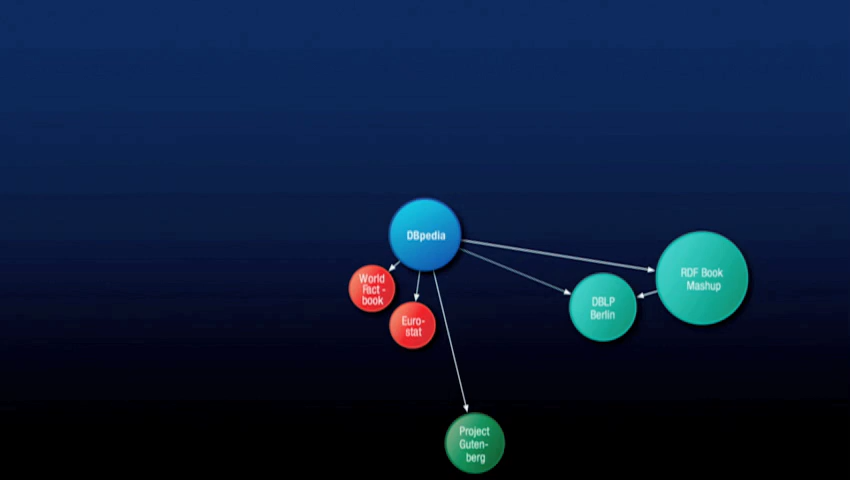 DBpedia
World
Fact -
book
Euro-
stat
RDF Book
Mashup
DBLP
Berlin
Project
Guten-
berg